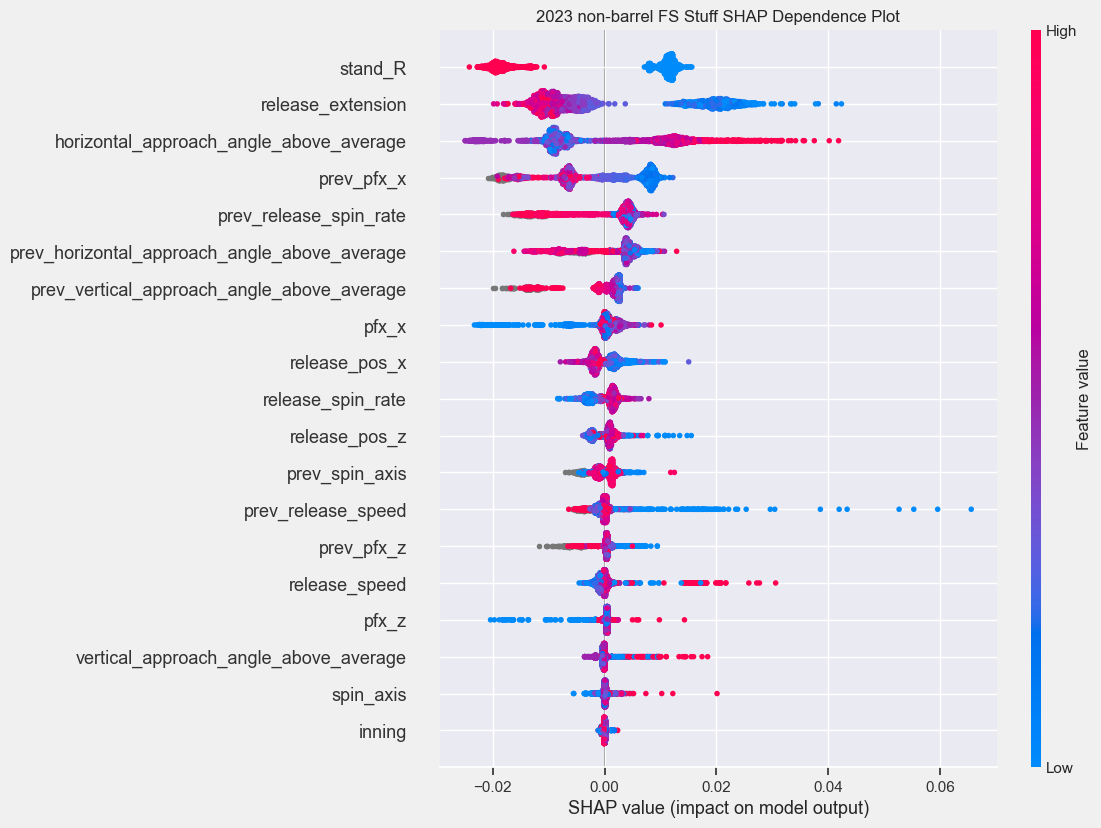 2023 non-barrel FS Stuff SHAP Dependence Plot
High
stand_R
release_extension
horizontal_approach_angle_above_average
prev_pfx_x
prev_release_spin_rate
prev_horizontal_approach_angle_above_average
prev_vertical_approach_angle_above_average
pfx_x
release_pos_x
release_spin_rate
release_pos_z
prev_spin_axis
prev_release_speed
prev_pfx_z
release_speed
pfx_z
vertical_approach_angle_above_average
spin_axis
inning
Feature value
Low
−0.02 0.00 0.02 0.04 0.06
SHAP value (impact on model output)